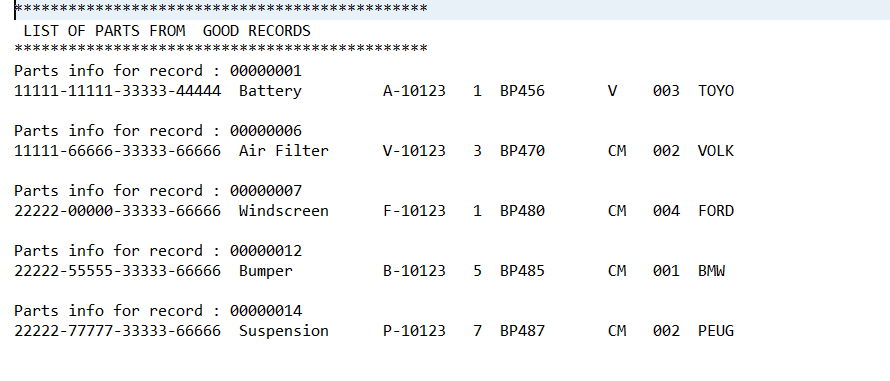 **********************************************
LIST OF PARTS FROM  GOOD RECORDS
**********************************************
Parts info for record : 00000001
11111-11111-33333-44444  Battery         A-10123   1  BP456       V    003  TOYO
Parts info for record : 00000006
11111-66666-33333-66666  Air Filter      V-10123   3  BP470       CM   002  VOLK
Parts info for record : 00000007
22222-00000-33333-66666  Windscreen      F-10123   1  BP480       CM   004  FORD
Parts info for record : 00000012
22222-55555-33333-66666  Bumper          B-10123   5  BP485       CM   001  BMW
Parts info for record : 00000014
22222-77777-33333-66666  Suspension      P-10123   7  BP487       CM   002  PEUG